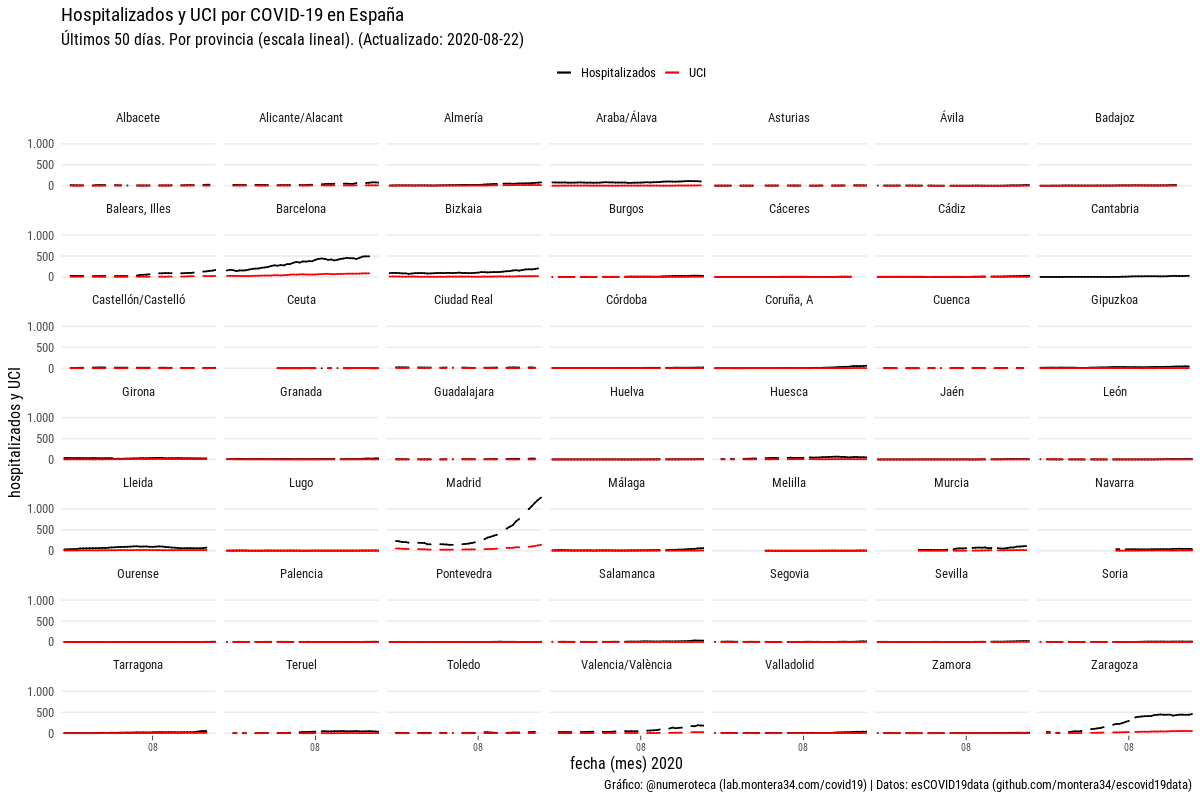 Hospitalizados y UCI por COVID-19 en España
Últimos 50 días. Por provincia (escala lineal). (Actualizado: 2020-08-22)
Hospitalizados UCI
Albacete Alicante/Alacant Almería Araba/Álava Asturias Ávila Badajoz
1.000
500
0
Balears, Illes Barcelona Bizkaia Burgos Cáceres Cádiz Cantabria
1.000
500
0
Castellón/Castelló Ceuta Ciudad Real Córdoba Coruña, A Cuenca Gipuzkoa
1.000
500
0
Girona Granada Guadalajara Huelva Huesca Jaén León
1.000
500
0
Lleida Lugo Madrid Málaga Melilla Murcia Navarra
1.000
500
0
Ourense Palencia Pontevedra Salamanca Segovia Sevilla Soria
1.000
500
0
Tarragona Teruel Toledo Valencia/València Valladolid Zamora Zaragoza
1.000
500
0
08 08 08 08 08 08 08
hospitalizados y UCI
fecha (mes) 2020
Gráfico: @numeroteca (lab.montera34.com/covid19) | Datos: esCOVID19data (github.com/montera34/escovid19data)